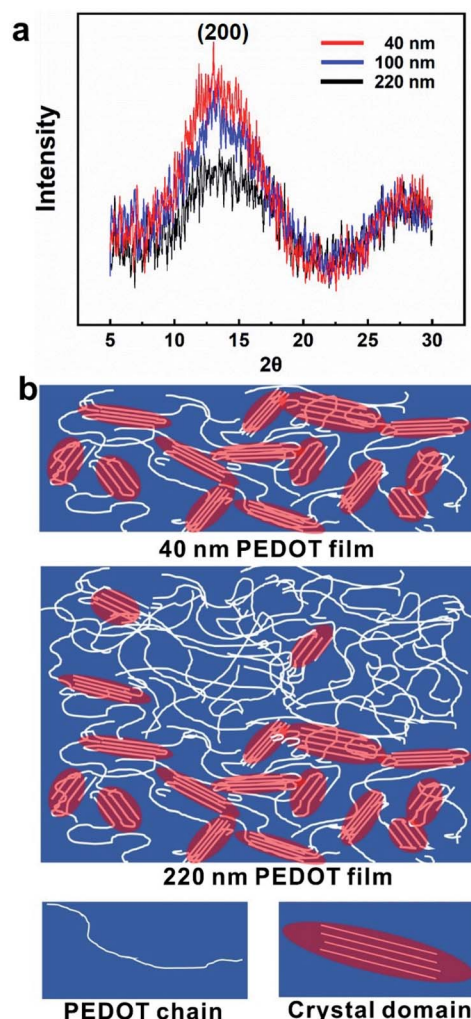 a
(200)
40 nm
100 nm
220 nm
Intensity
5 10 15 20 25 30
2θ
b
40 nm PEDOT film
220 nm PEDOT film
PEDOT chain Crystal domain